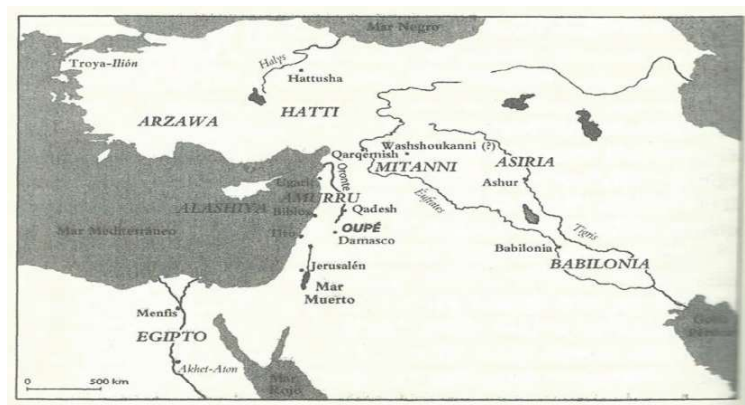 Mar Negro
Troya-Ilión
Halys
Hattusha
HATTI
ARZAWA
Washshoukanni (?)
Qarqemish
MITANNI
ASIRIA
Ashur
Oronte
Ugarit
AMURRU
ALASHIYA
Biblos
Qadesh
Éufrates
Tigris
Mar Mediterráneo
Tiro
OUPÉ
Damasco
Babilonia
BABILONIA
Jerusalén
Mar
Muerto
Menfis
EGIPTO
Akhet-Aton
Golfo
Pérsico
Mar
Rojo
0 500 km